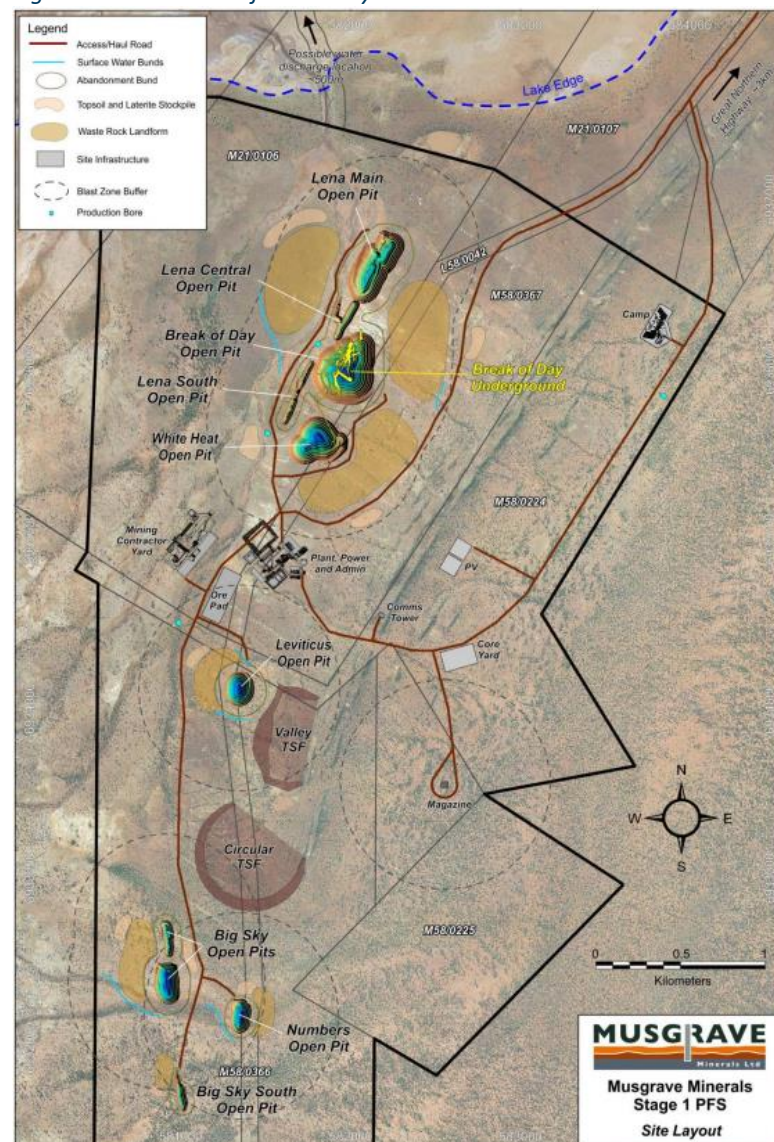 Legend
Access/Haul Road
Surface Water Bunds
Abandonment Bund
Topsoil and Laterite Stockpile
Waste Rock Landform
Site Infrastructure
Blast Zone Buffer
Production Bore
Possible water
discharge location
~500m
Lake Edge
Great Northern
Highway ~3km
M21/0106
M21/0107
Lena Main
Open Pit
L58/0042
Lena Central
Open Pit
M58/0367
Camp
Break of Day
Open Pit
Break of Day
Underground
Lena South
Open Pit
White Heat
Open Pit
M58/0224
Mining
Contractor
Yard
Plant, Power
and Admin
PV
Ore
Pad
Comms
Tower
Core
Yard
Leviticus
Open Pit
Valley
TSF
Magazine
N
W
E
S
Circular
TSF
M58/0225
Big Sky
Open Pits
0
0.5
1
Kilometers
Numbers
Open Pit
M58/0366
Big Sky South
Open Pit
MUSGRAVE
Minerals Ltd
Musgrave Minerals
Stage 1 PFS
Site Layout